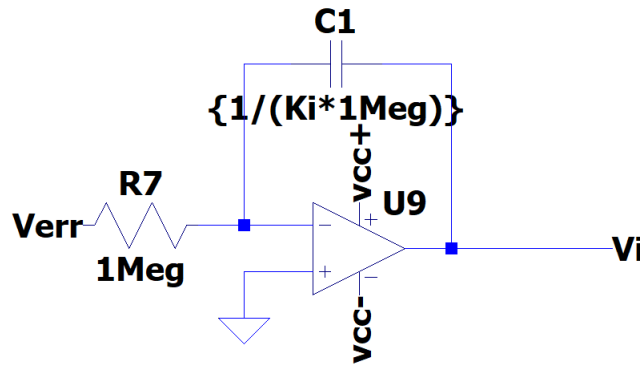 C1
{1/(Ki*1Meg)}
vcc+
R7
U9
Verr
1Meg
Vi
vcc-